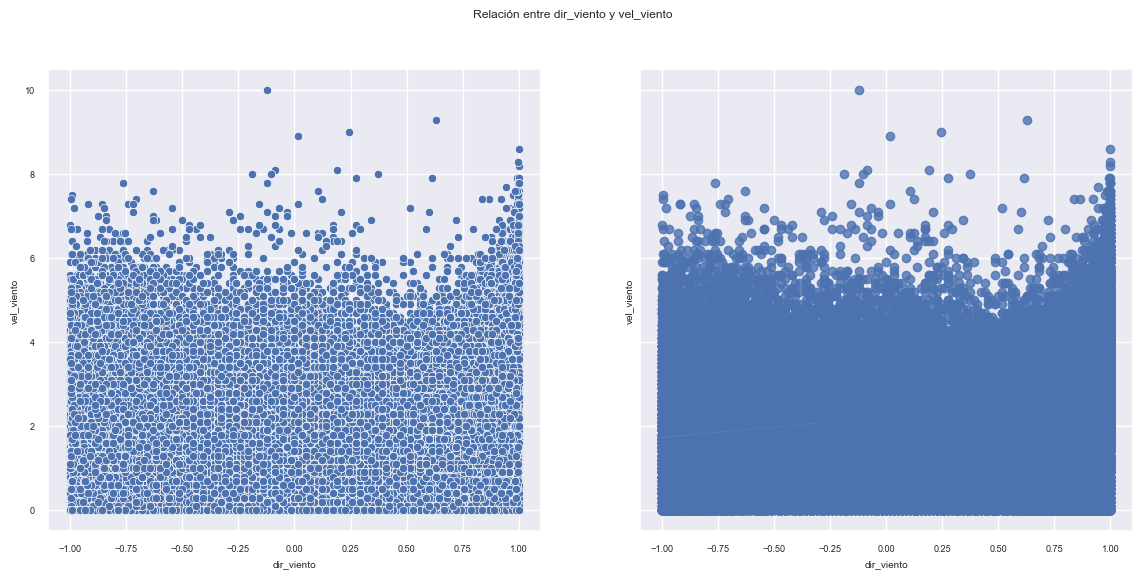 Relación entre dir_viento y vel_viento
10
8
6
4
2
0
vel_viento
−1.00 −0.75 −0.50 −0.25 0.00 0.25 0.50 0.75 1.00
dir_viento
vel_viento
−1.00 −0.75 −0.50 −0.25 0.00 0.25 0.50 0.75 1.00
dir_viento